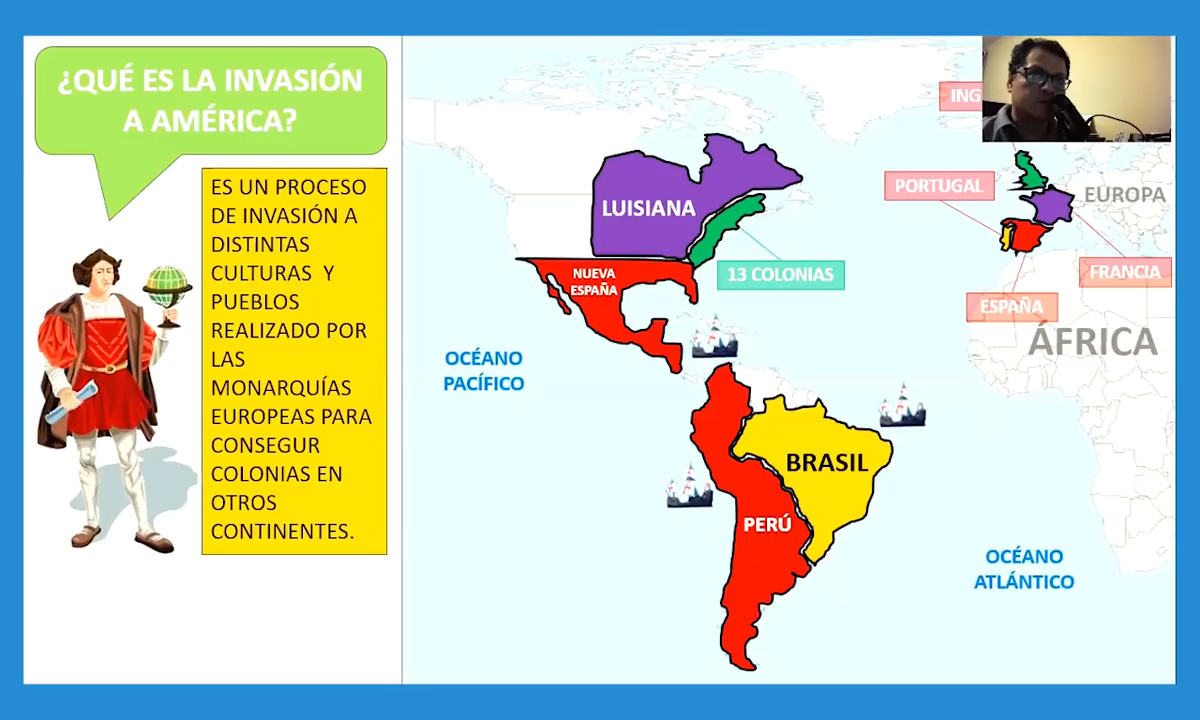 ¿QUÉ ES LA INVASIÓN
A AMÉRICA?
ES UN PROCESO
DE INVASIÓN A
DISTINTAS
CULTURAS Y
PUEBLOS
REALIZADO POR
LAS
MONARQUÍAS
EUROPEAS PARA
CONSEGUR
COLONIAS EN
OTROS
CONTINENTES.
ING
PORTUGAL
EUROPA
LUISIANA
13 COLONIAS
FRANCIA
NUEVA
ESPAÑA
ESPAÑA
ÁFRICA
OCÉANO
PACÍFICO
BRASIL
PERÚ
OCÉANO
ATLÁNTICO